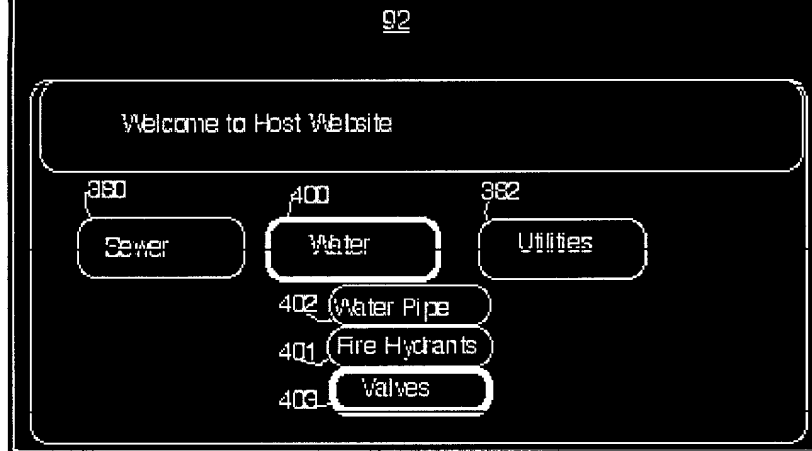 92
Welcome to Host Website
380 400 382
Sewer Water Utilities
402 Water Pipe
401 Fire Hydrants
403 Valves